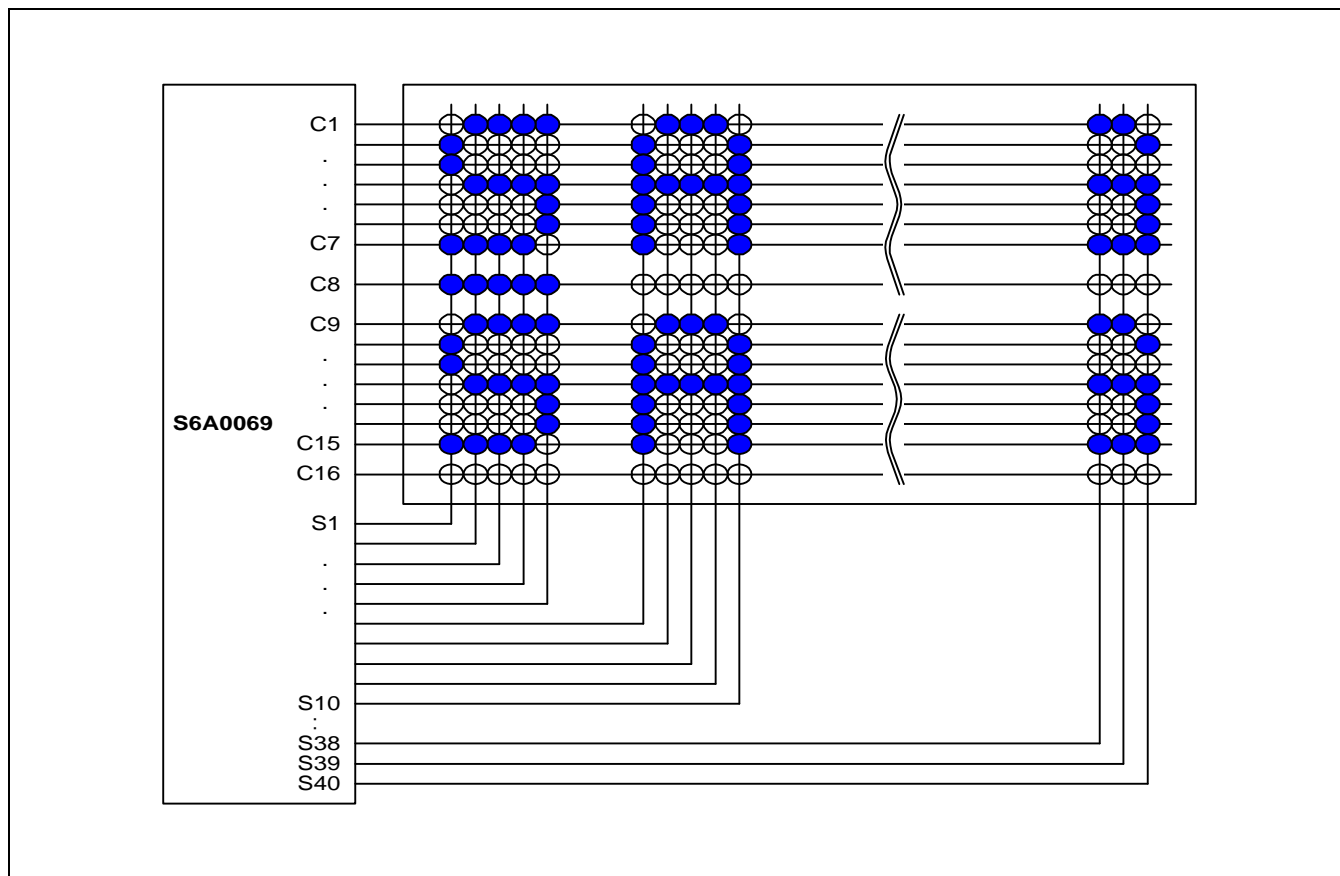 C1
.
.
.
C7
C8
C9
.
.
.
S6A0069
C15
C16
S1
.
.
.
S10
:
S38
S39
S40